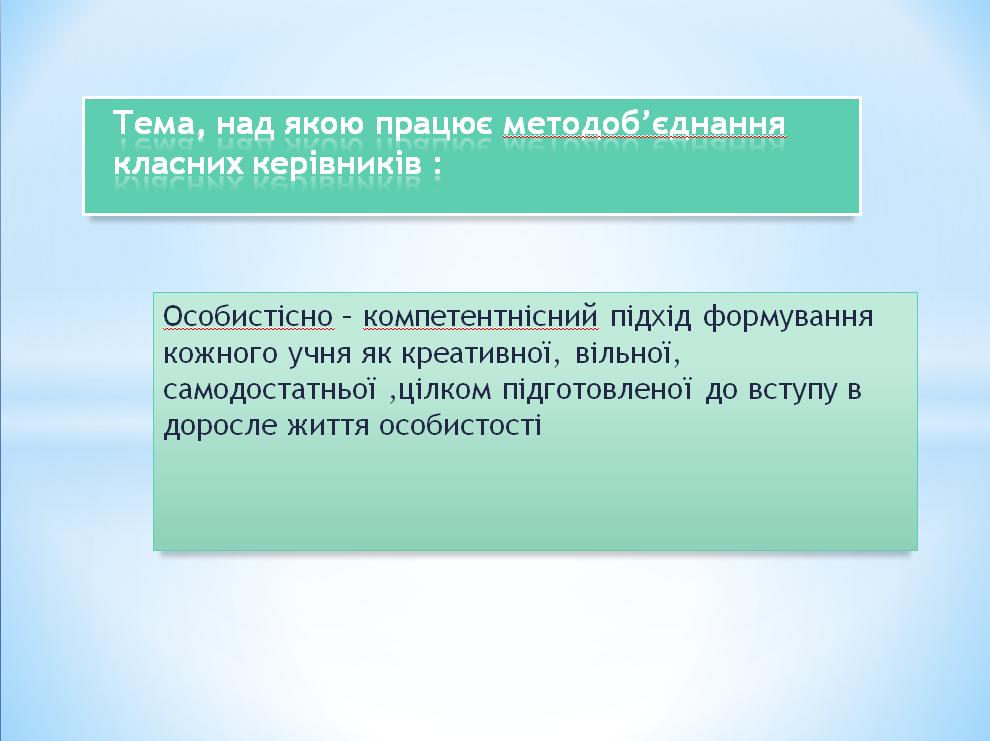 Тема, над якою працює методоб’єднання
класних керівників :
Особистісно – компетентнісний підхід формування
кожного учня як креативної, вільної,
самодостатньої ,цілком підготовленої до вступу в
доросле життя особистості